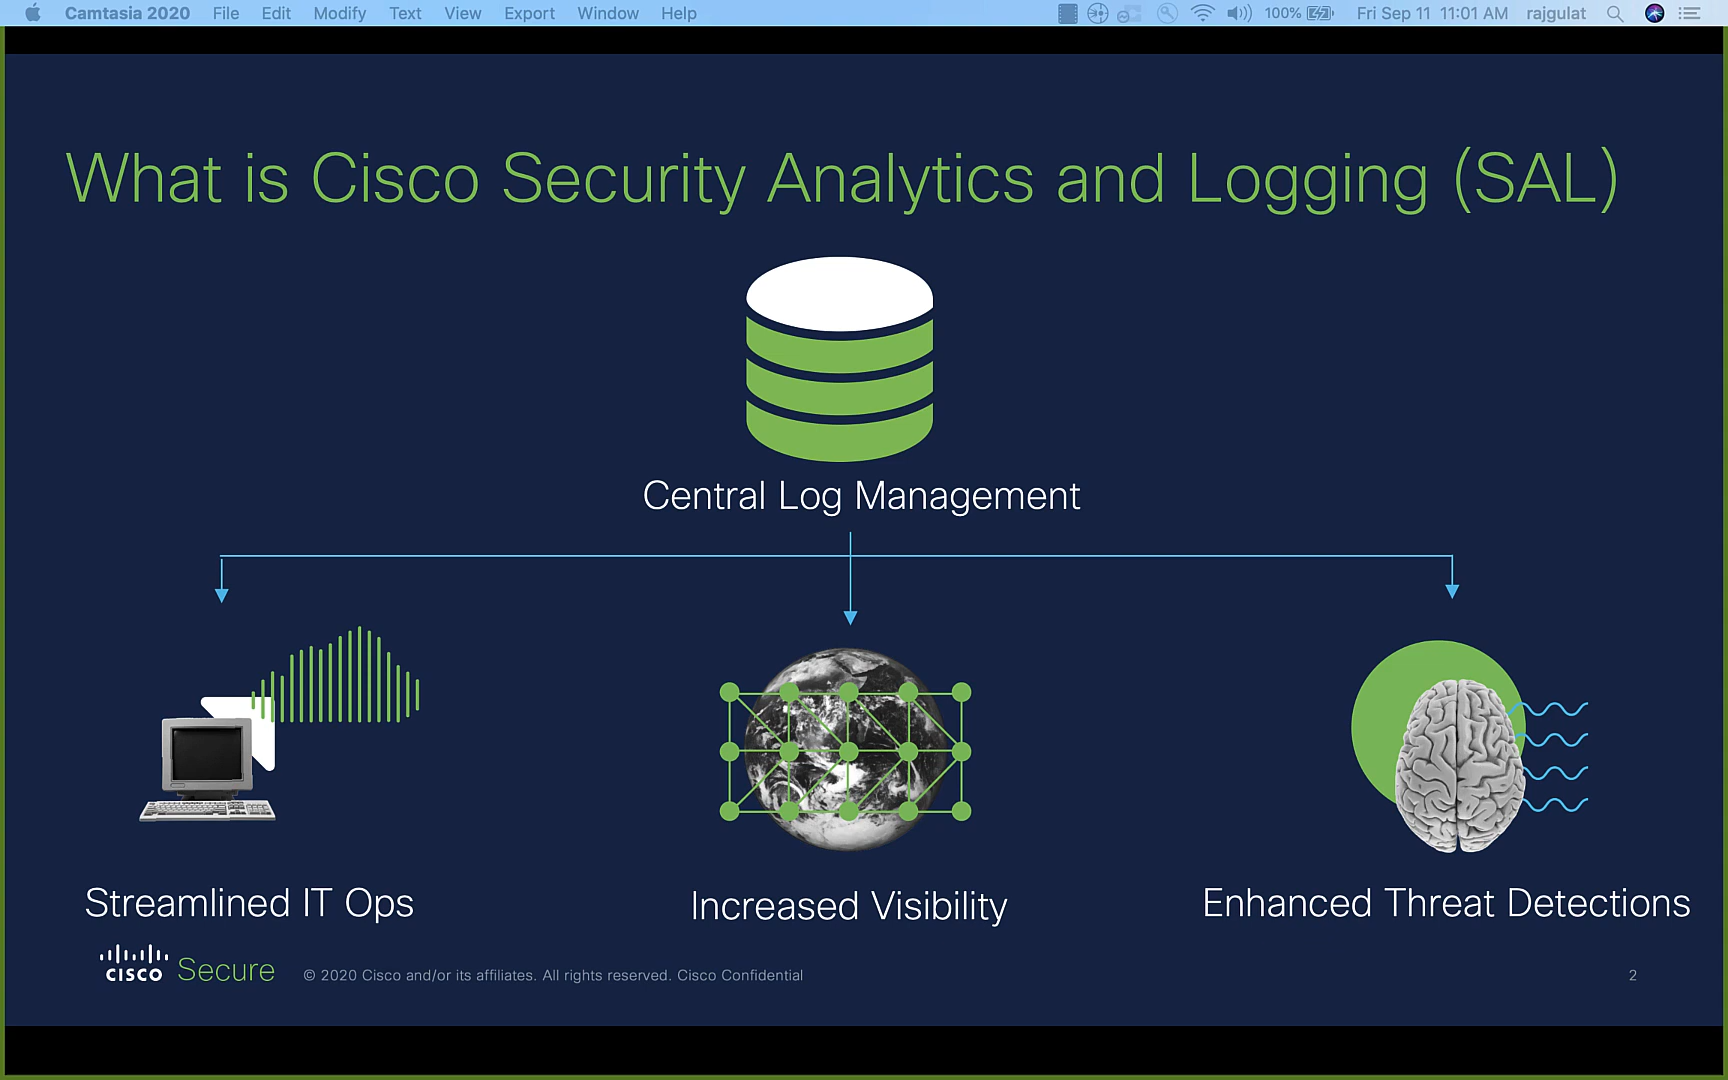 Camtasia 2020 File Edit Modify Text View Export Window Help 100% Fri Sep 11 11:01 AM rajgulat
What is Cisco Security Analytics and Logging (SAL)
Central Log Management
Streamlined IT Ops
Increased Visibility
Enhanced Threat Detections
CISCO Secure © 2020 Cisco and/or its affiliates. All rights reserved. Cisco Confidential 2